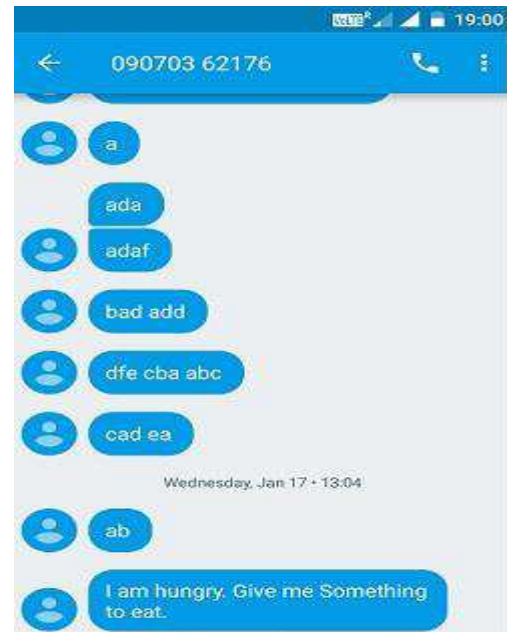 VoLTE R 19:00
090703 62176
a
ada
adaf
bad add
dfe cba abc
cad ea
Wednesday, Jan 17 • 13:04
ab
I am hungry. Give me Something
to eat.